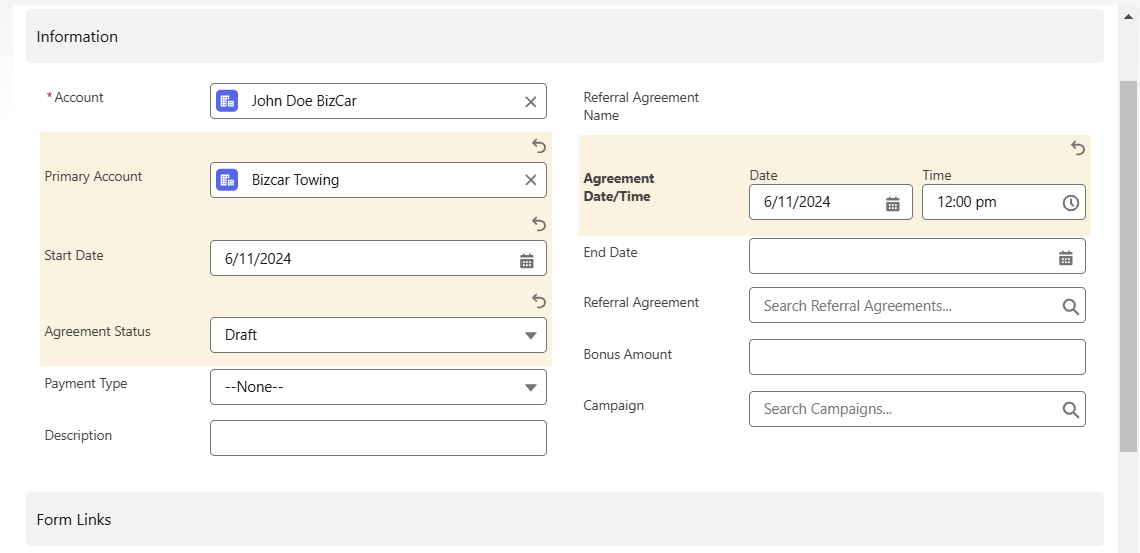 Information
*Account
John Doe BizCar
Primary Account
Bizcar Towing
Start Date
6/11/2024
Agreement Status
Draft
Payment Type
--None--
Description
Referral Agreement
Name
Agreement
Date/Time
Date
Time
6/11/2024
12:00 pm
End Date
Referral Agreement
Search Referral Agreements...
Bonus Amount
Campaign
Search Campaigns...
Form Links